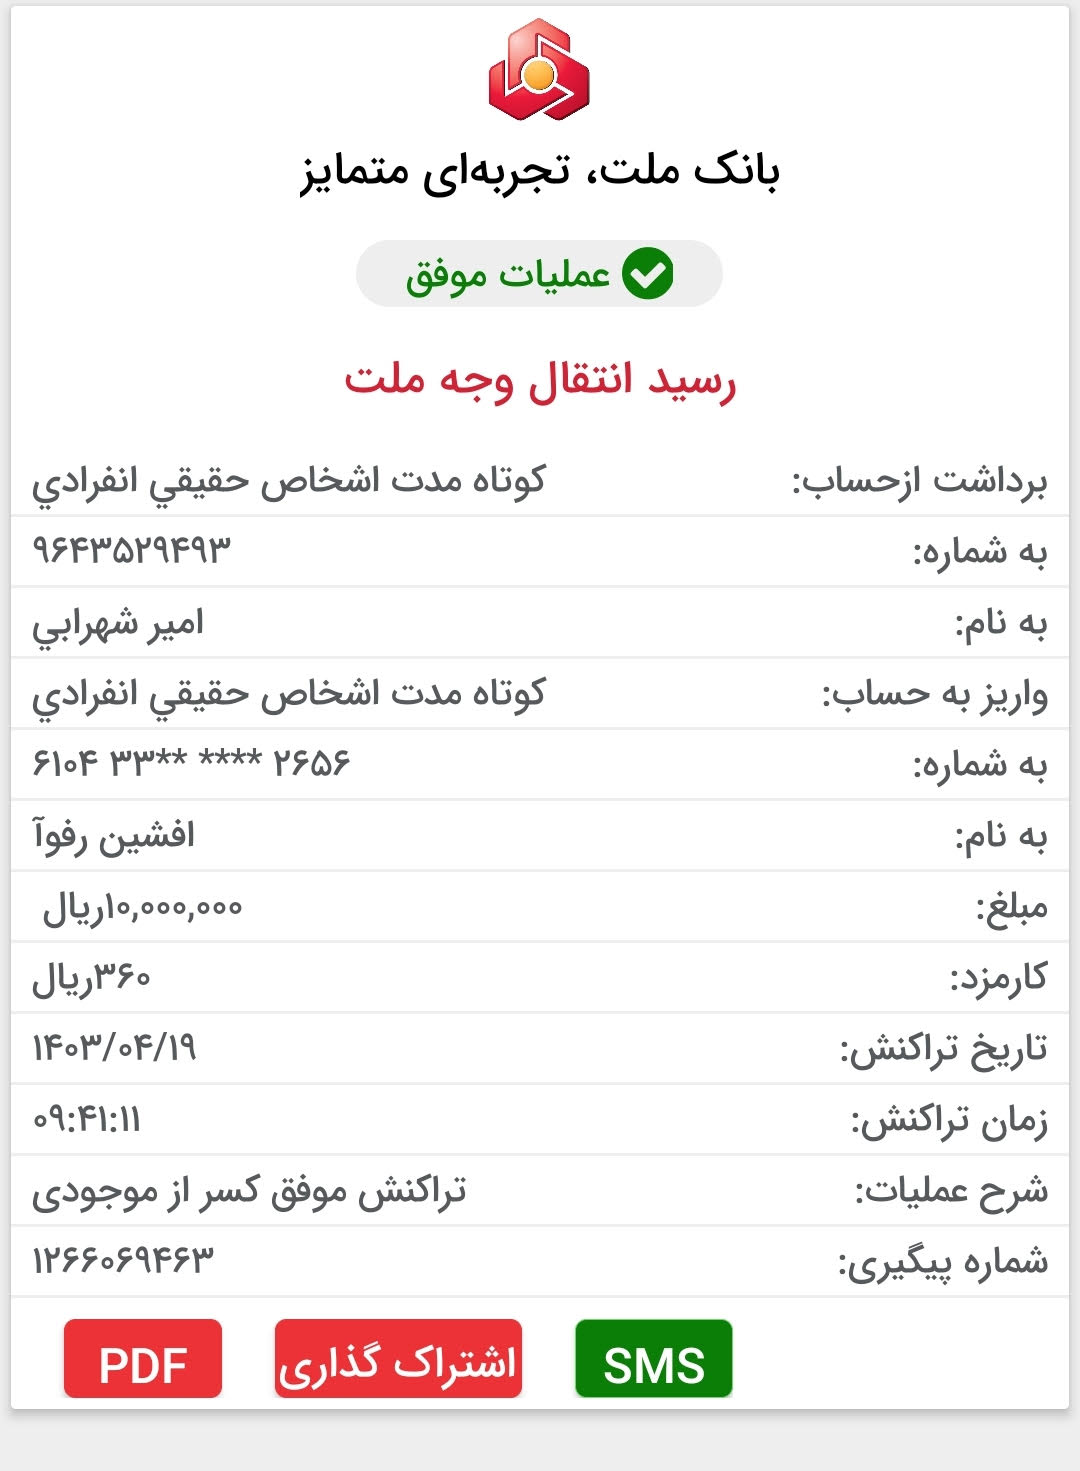 بانک ملت، تجربه‌ای متمایز
عملیات موفق
رسید انتقال وجه ملت
برداشت ازحساب: کوتاه مدت اشخاص حقيقي انفرادي
به شماره: ۹۶۴۳۵۲۹۴۹۳
به نام: امير شهرابي
واریز به حساب: کوتاه مدت اشخاص حقيقي انفرادي
به شماره: ۶۱۰۴ ۳۳** **** ۲۶۵۶
به نام: افشين رفوآ
مبلغ: ۱۰,۰۰۰,۰۰۰ریال
کارمزد: ۳۶۰ریال
تاریخ تراکنش: ۱۴۰۳/۰۴/۱۹
زمان تراکنش: ۰۹:۴۱:۱۱
شرح عملیات: تراکنش موفق کسر از موجودی
شماره پیگیری: ۱۲۶۶۰۶۹۴۶۳
SMS اشتراک گذاری PDF